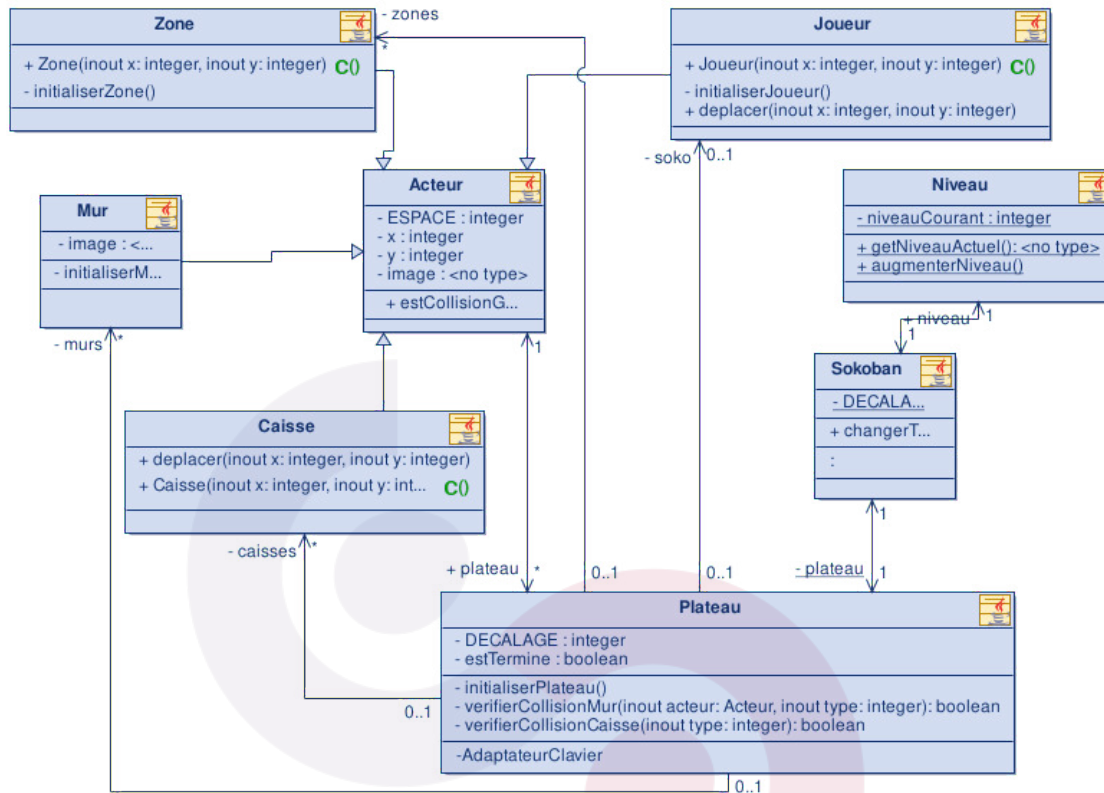 Zone
+ Zone(inout x: integer, inout y: integer) C()
- initialiserZone()
- zones
*
Joueur
+ Joueur(inout x: integer, inout y: integer) C()
- initialiserJoueur()
+ deplacer(inout x: integer, inout y: integer)
- soko
0..1
Mur
- image : <...
- initialiserM...
- murs
*
Acteur
- ESPACE : integer
- x : integer
- y : integer
- image : <no type>
+ estCollisionG...
1
Niveau
- niveauCourant : integer
+ getNiveauActuel(): <no type>
+ augmenterNiveau()
+ niveau
1
1
Sokoban
- DECALA...
+ changerT...
:
1
Caisse
+ deplacer(inout x: integer, inout y: integer)
+ Caisse(inout x: integer, inout y: int... C()
- caisses
*
+ plateau
*
0..1
0..1
- plateau
1
Plateau
- DECALAGE : integer
- estTermine : boolean
- initialiserPlateau()
- verifierCollisionMur(inout acteur: Acteur, inout type: integer): boolean
- verifierCollisionCaisse(inout type: integer): boolean
-AdaptateurClavier
0..1
0..1